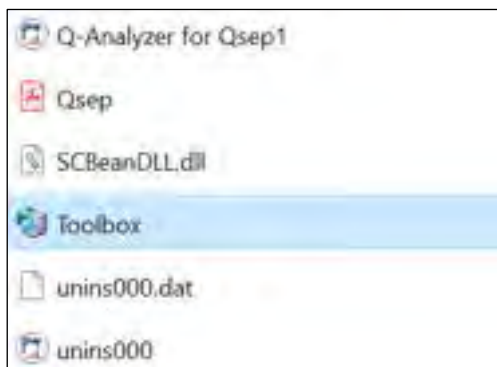 Q-Analyzer for Qsep1
Qsep
SCBeanDLL.dll
Toolbox
unins000.dat
unins000